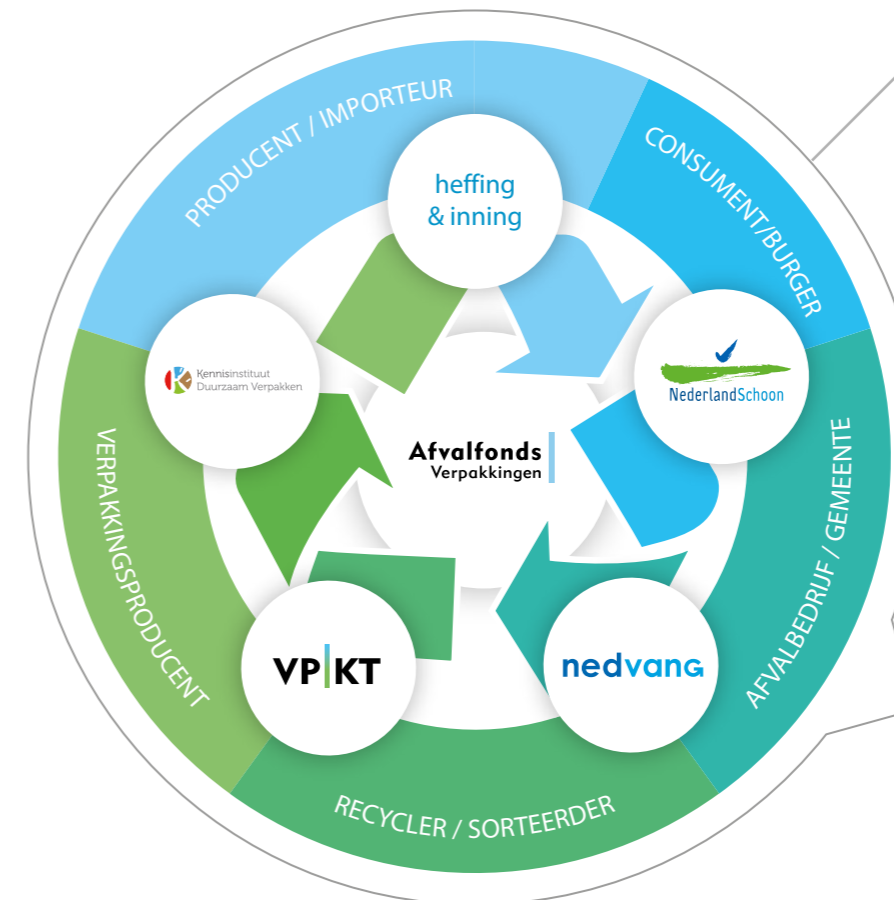 PRODUCENT / IMPORTEUR
CONSUMENT/BURGER
heffing
& inning
Kennisinstituut
Duurzaam Verpakken
NederlandSchoon
Afvalfonds
Verpakkingen
VERPAKKINGSPRODUCENT
AFVALBEDRIJF / GEMEENTE
VP|KT
nedvang
RECYCLER / SORTEERDER